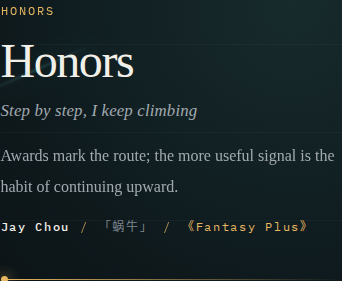 HONORS
Honors
Step by step, I keep climbing
Awards mark the route; the more useful signal is the
habit of continuing upward.
Jay Chou / 「蜗牛」 / 《Fantasy Plus》